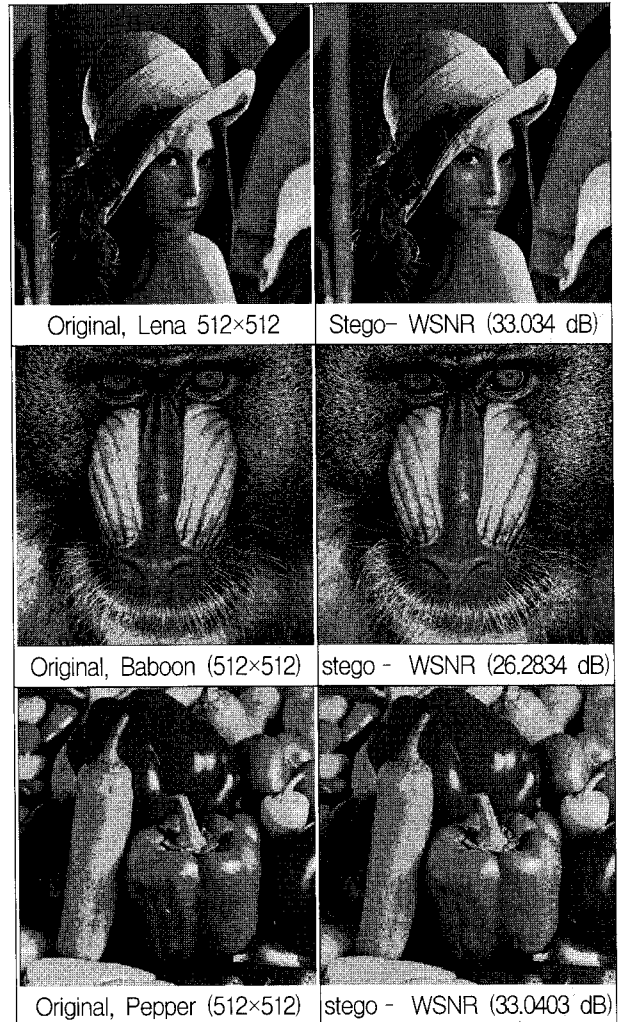 Original, Lena 512×512
Stego- WSNR (33.034 dB)
Original, Baboon (512×512)
stego - WSNR (26.2834 dB)
Original, Pepper (512×512)
stego - WSNR (33.0403 dB)